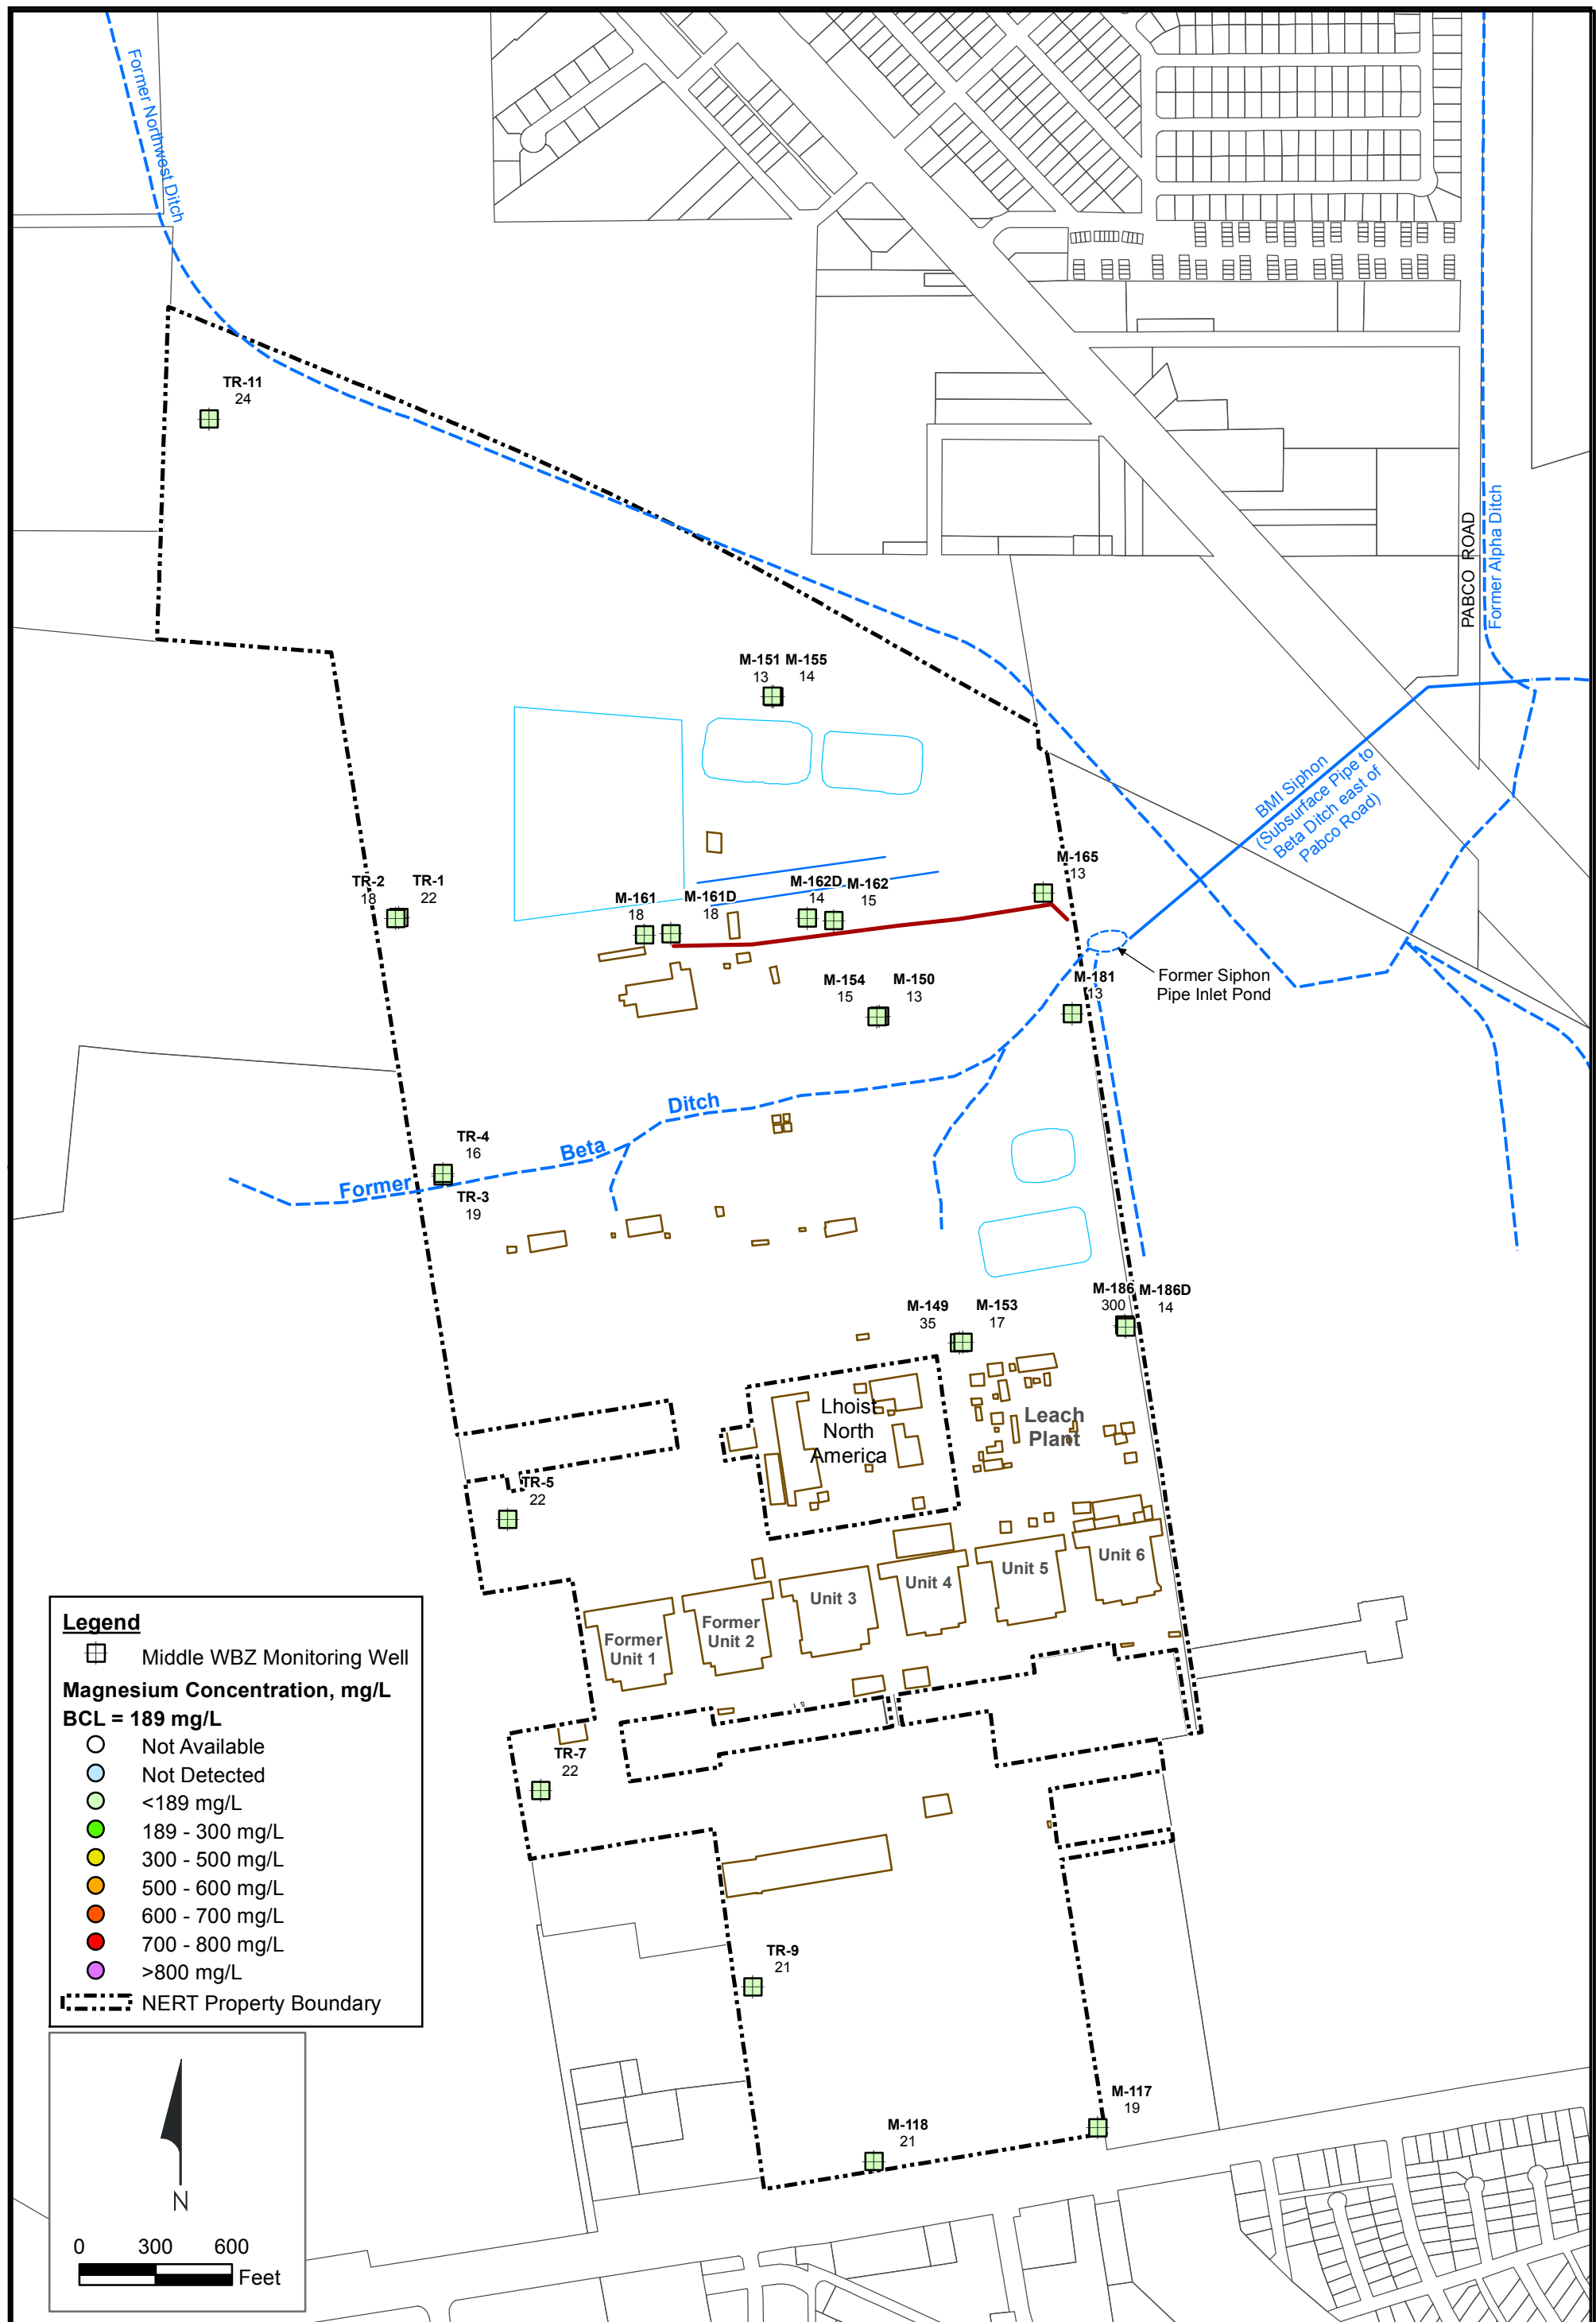 Former Northwest Ditch
TR-11
24
PABCO ROAD
Former Alpha Ditch
M-151 M-155
13 14
BMI Siphon
(Subsurface Pipe to
Beta Ditch east of
Pabco Road)
M-165
13
TR-2 TR-1
18 22
M-161 M-161D
18 18
M-162D M-162
14 15
Former Siphon
Pipe Inlet Pond
M-154 M-150
15 13
M-181
13
Former Beta Ditch
TR-4
16
TR-3
19
M-186 M-186D
300 14
M-149 M-153
35 17
Lhoist
North
America
Leach
Plant
TR-5
22
Former
Unit 1
Former
Unit 2
Unit 3
Unit 4
Unit 5
Unit 6
TR-7
22
TR-9
21
M-117
19
M-118
21
Legend
Middle WBZ Monitoring Well
Magnesium Concentration, mg/L
BCL = 189 mg/L
Not Available
Not Detected
<189 mg/L
189 - 300 mg/L
300 - 500 mg/L
500 - 600 mg/L
600 - 700 mg/L
700 - 800 mg/L
>800 mg/L
NERT Property Boundary
N
0 300 600
Feet